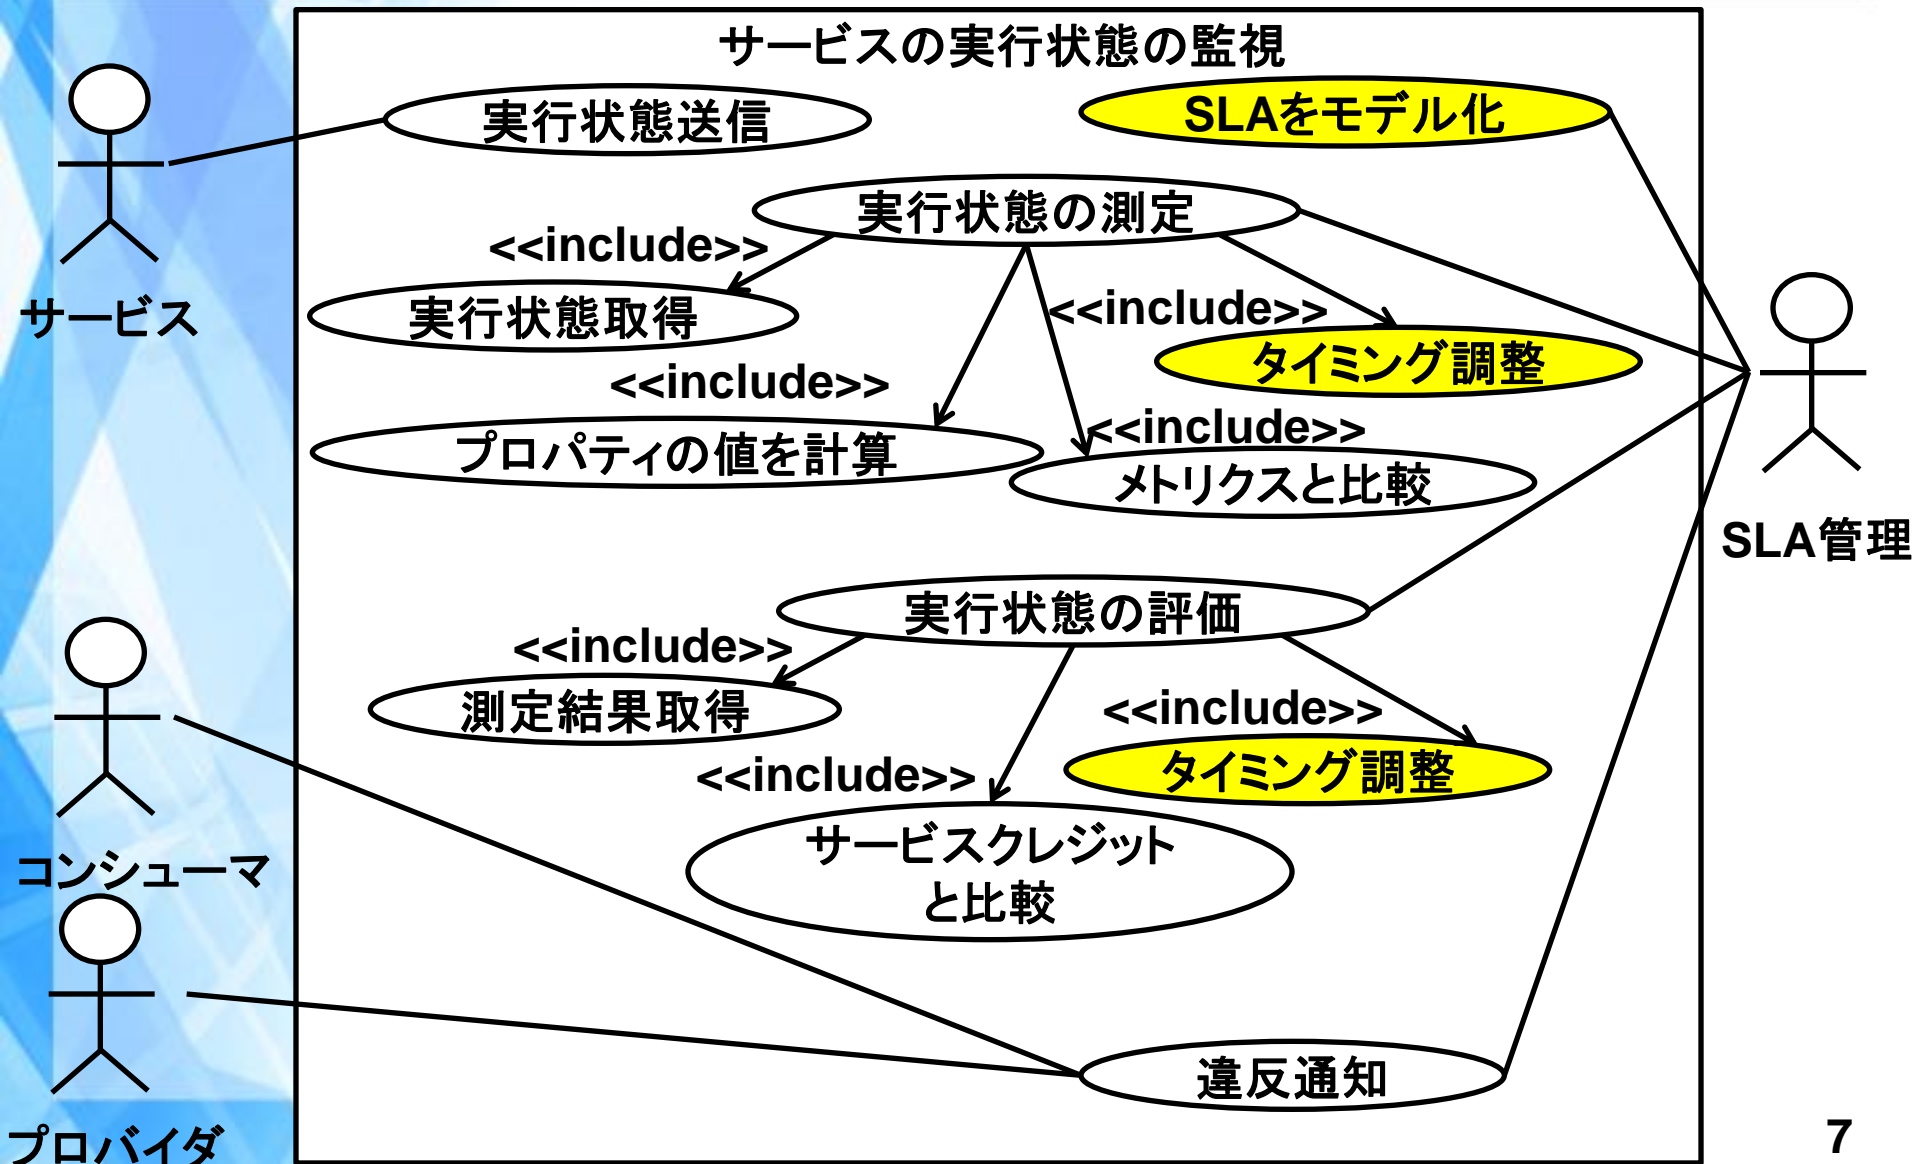 サービスの実行状態の監視
実行状態送信
SLAをモデル化
実行状態の測定
<<include>>
実行状態取得
<<include>>
タイミング調整
<<include>>
プロパティの値を計算
<<include>>
メトリクスと比較
サービス
SLA管理
実行状態の評価
<<include>>
測定結果取得
<<include>>
タイミング調整
<<include>>
サービスクレジット
と比較
コンシューマ
違反通知
プロバイダ
7